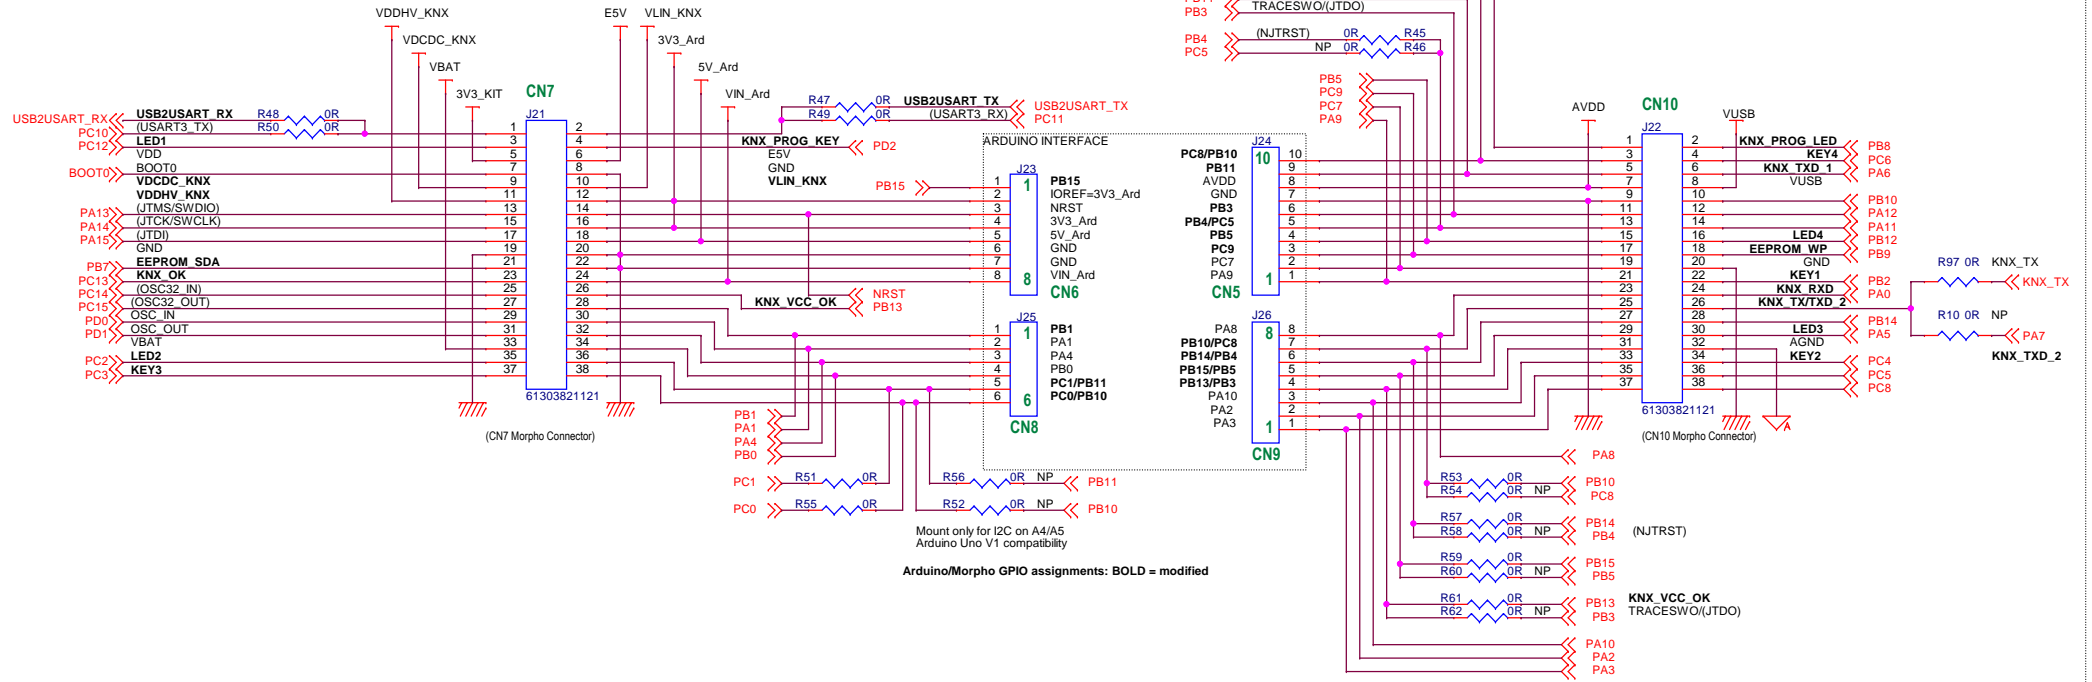 VDDHV_KNX
E5V
VLIN_KNX
VDCDC_KNX
3V3_Ard
VBAT
5V_Ard
3V3_KIT
VIN_Ard
CN7
J21
USB2USART_RX
USB2USART_RX R48 0R
PC10 (USART3_TX) R50 0R 1
PC12 LED1 3
VDD 5
BOOT0 BOOT0 7
VDCDC_KNX 9
VDDHV_KNX 11
PA13 (JTMS/SWDIO) 13
PA14 (JTCK/SWCLK) 15
PA15 (JTDI) 17
GND 19
PB7 EEPROM_SDA 21
PC13 KNX_OK 23
PC14 (OSC32_IN) 25
PC15 (OSC32_OUT) 27
PD0 OSC_IN 29
PD1 OSC_OUT 31
VBAT 33
PC2 LED2 35
PC3 KEY3 37
2
4 KNX_PROG_KEY PD2
6 E5V
8 GND
10 VLIN_KNX
12
14
16
18
20
22
24
26 NRST
28 KNX_VCC_OK PB13
30
32
34
36
38
61303821121
(CN7 Morpho Connector)
R47 0R USB2USART_TX USB2USART_TX
R49 0R (USART3_RX) PC11
ARDUINO INTERFACE
J23
PB15 1 1 PB15
2 IOREF=3V3_Ard
3 NRST
4 3V3_Ard
5 5V_Ard
6 GND
7 GND
8 8 VIN_Ard
CN6
J25
1 1 PB1
2 PA1
3 PA4
4 PB0
5 PC1/PB11
6 6 PC0/PB10
CN8
PB1
PA1
PA4
PB0
PC1 R51 0R
R56 0R NP PB11
PC0 R55 0R
R52 0R NP PB10
Mount only for I2C on A4/A5
Arduino Uno V1 compatibility
Arduino/Morpho GPIO assignments: BOLD = modified
PB3 TRACESWO/(JTDO)
PB4 (NJTRST) 0R R45
PC5 NP 0R R46
PB5
PC9
PC7
PA9
J24
PC8/PB10 10 10
PB11 9
AVDD 8
GND 7
PB3 6
PB4/PC5 5
PB5 4
PC9 3
PC7 2
PA9 1 1
CN5
J26
PA8 8 8
PB10/PC8 7
PB14/PB4 6
PB15/PB5 5
PB13/PB3 4
PA10 3
PA2 2
PA3 1 1
CN9
PA8
R53 0R PB10
R54 0R NP PC8
R57 0R PB14
R58 0R NP PB4 (NJTRST)
R59 0R PB15
R60 0R NP PB5
R61 0R PB13 KNX_VCC_OK
R62 0R NP PB3 TRACESWO/(JTDO)
PA10
PA2
PA3
AVDD
CN10
J22
VUSB
1
3
5
7
9
11
13
15
17
19
21
23
25
27
29
31
33
35
37
2 KNX_PROG_LED PB8
4 KEY4 PC6
6 KNX_TXD_1 PA6
8 VUSB
10 PB10
12 PA12
14 PA11
16 LED4 PB12
18 EEPROM_WP PB9
20 GND
22 KEY1 PB2
24 KNX_RXD PA0
26 KNX_TX/TXD_2
28 PB14
30 LED3 PA5
32 AGND
34 KEY2 PC4
36 PC5
38 PC8
61303821121
(CN10 Morpho Connector)
A
R97 0R KNX_TX
KNX_TX
R10 0R NP
PA7
KNX_TXD_2